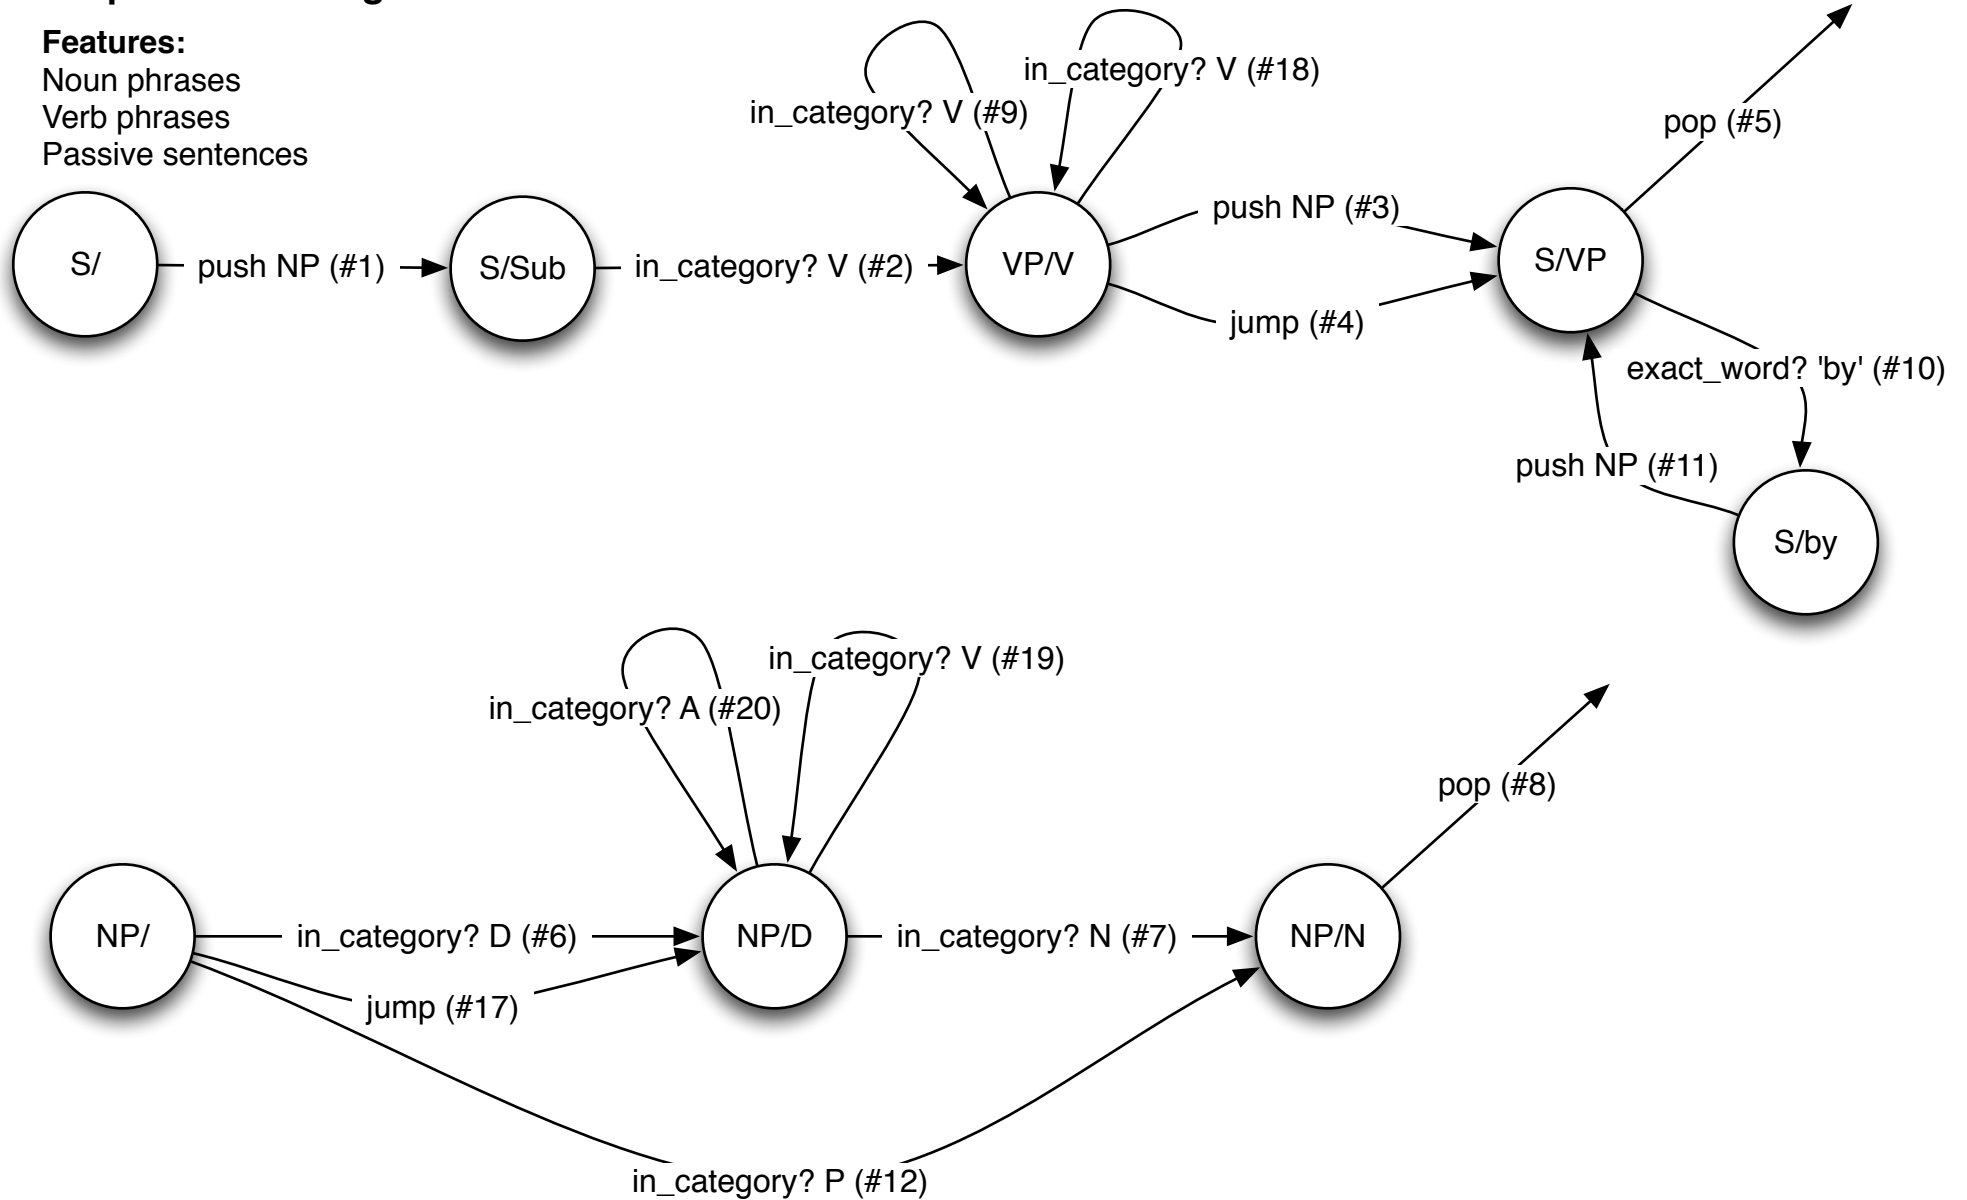 Features:
Noun phrases
Verb phrases
Passive sentences
in_category? V (#9)
in_category? V (#18)
pop (#5)
S/
push NP (#1)
S/Sub
in_category? V (#2)
VP/V
push NP (#3)
jump (#4)
S/VP
exact_word? 'by' (#10)
push NP (#11)
S/by
in_category? A (#20)
in_category? V (#19)
pop (#8)
NP/
in_category? D (#6)
jump (#17)
NP/D
in_category? N (#7)
NP/N
in_category? P (#12)